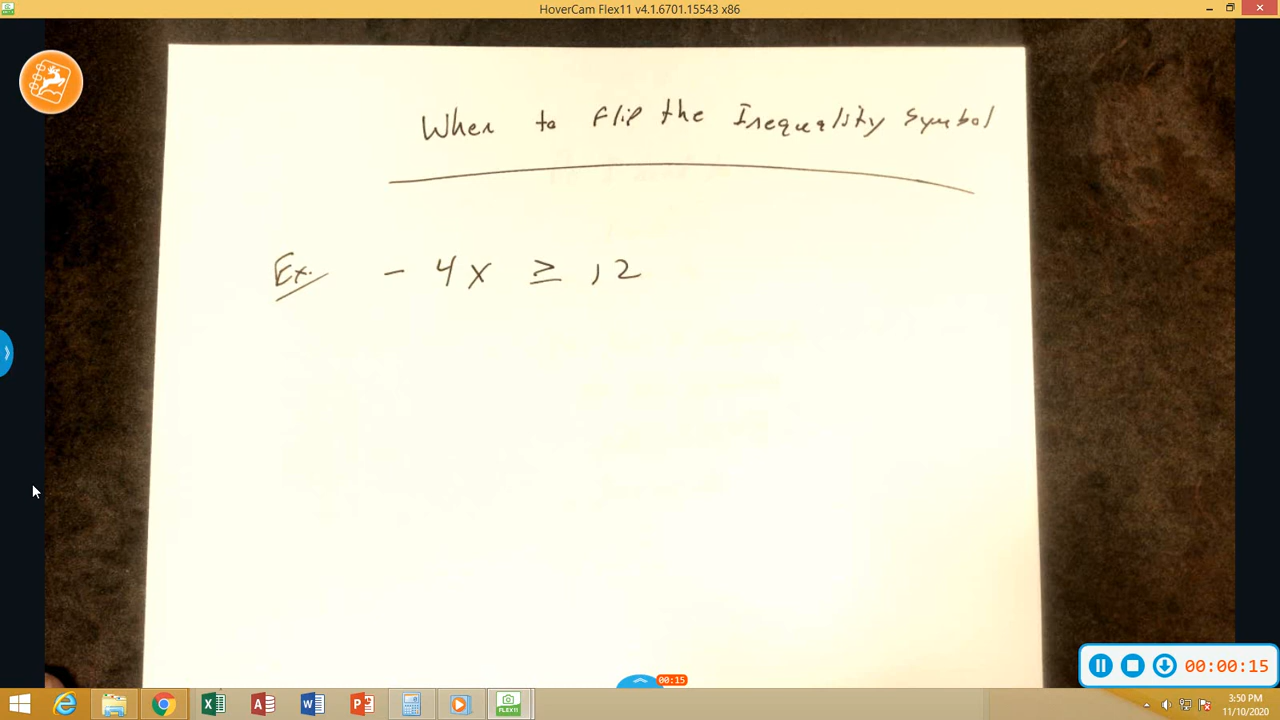 HoverCam Flex11 v4.1.6701.15543 x86
When to Flip the Inequality Symbol
Ex. - 4x ≥ 12
00:00:15
00:15
FLEX11
3:50 PM
11/10/2020